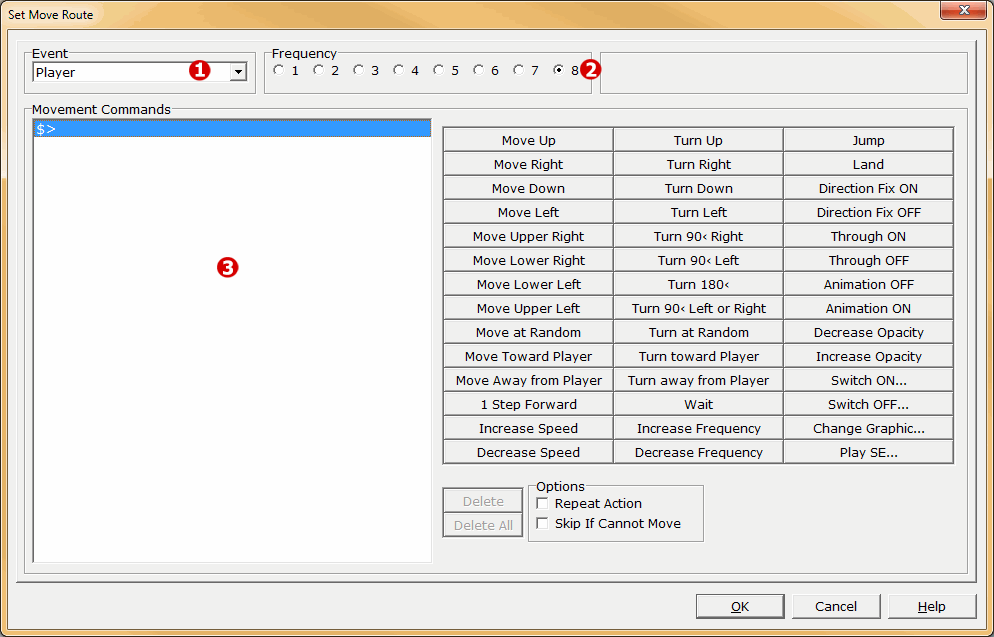 Set Move Route
Event
Player
1
Frequency
1 2 3 4 5 6 7 8
2
Movement Commands
$>
3
Move Up Turn Up Jump
Move Right Turn Right Land
Move Down Turn Down Direction Fix ON
Move Left Turn Left Direction Fix OFF
Move Upper Right Turn 90‹ Right Through ON
Move Lower Right Turn 90‹ Left Through OFF
Move Lower Left Turn 180‹ Animation OFF
Move Upper Left Turn 90‹ Left or Right Animation ON
Move at Random Turn at Random Decrease Opacity
Move Toward Player Turn toward Player Increase Opacity
Move Away from Player Turn away from Player Switch ON...
1 Step Forward Wait Switch OFF...
Increase Speed Increase Frequency Change Graphic...
Decrease Speed Decrease Frequency Play SE...
Delete
Delete All
Options
Repeat Action
Skip If Cannot Move
OK Cancel Help